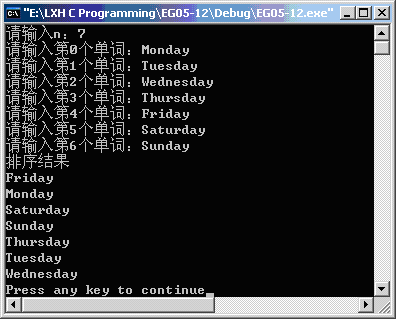 "E:\LXH C Programming\EG05-12\Debug\EG05-12.exe"
请输入n：7
请输入第0个单词：Monday
请输入第1个单词：Tuesday
请输入第2个单词：Wednesday
请输入第3个单词：Thursday
请输入第4个单词：Friday
请输入第5个单词：Saturday
请输入第6个单词：Sunday
排序结果
Friday
Monday
Saturday
Sunday
Thursday
Tuesday
Wednesday
Press any key to continue